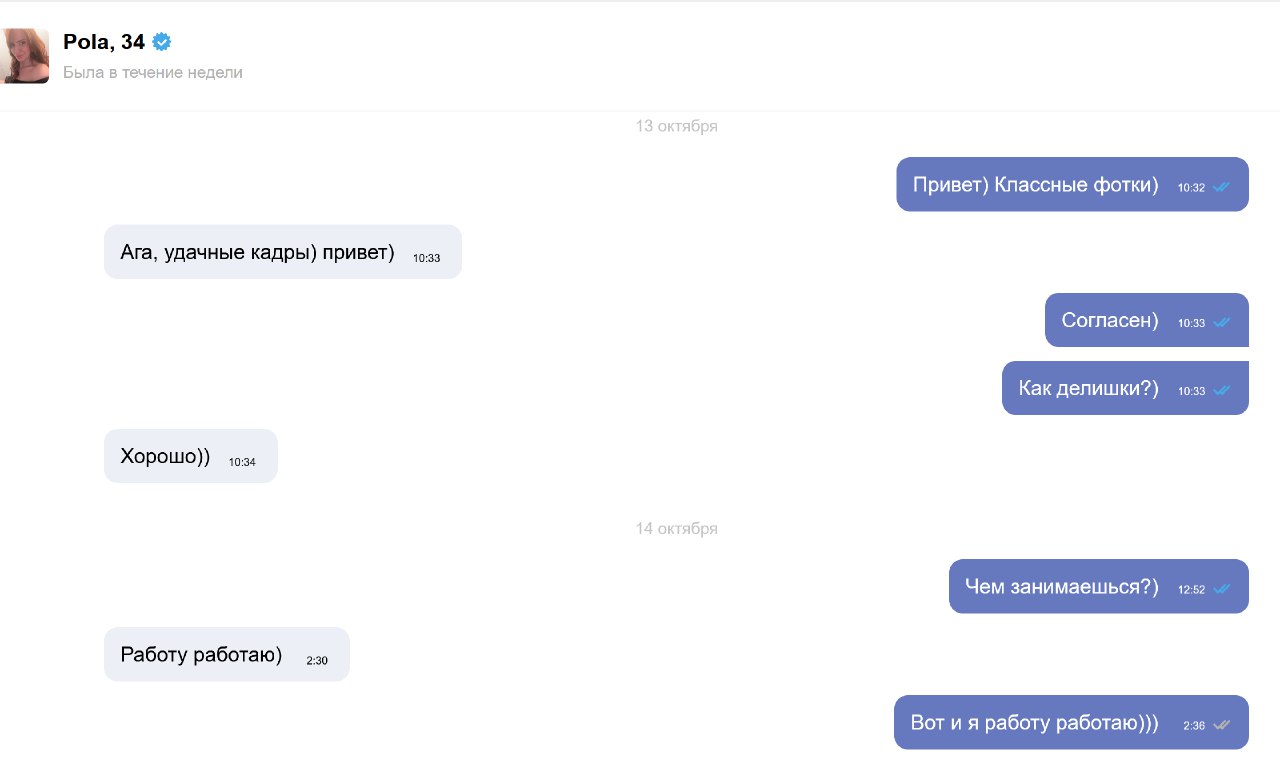 Pola, 34
Была в течение недели
13 октября
Привет) Классные фотки) 10:32
Ага, удачные кадры) привет) 10:33
Согласен) 10:33
Как делишки?) 10:33
Хорошо)) 10:34
14 октября
Чем занимаешься?) 12:52
Работу работаю) 2:30
Вот и я работу работаю))) 2:36